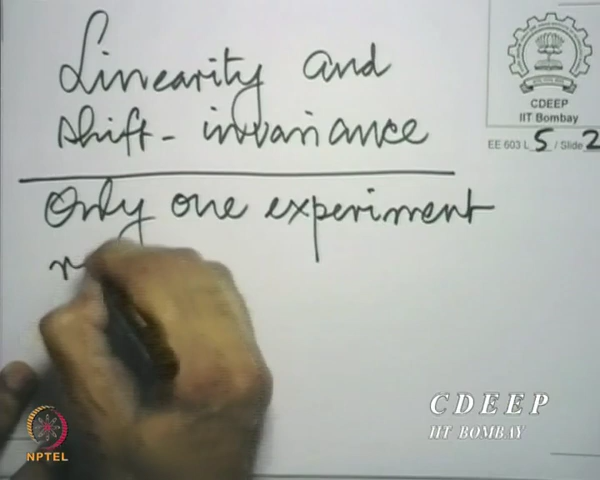 Linearity and
shift-invariance
Only one experiment
CDEEP
IIT Bombay
EE 603 L 5 / Slide 2
CDEEP
IIT BOMBAY
NPTEL